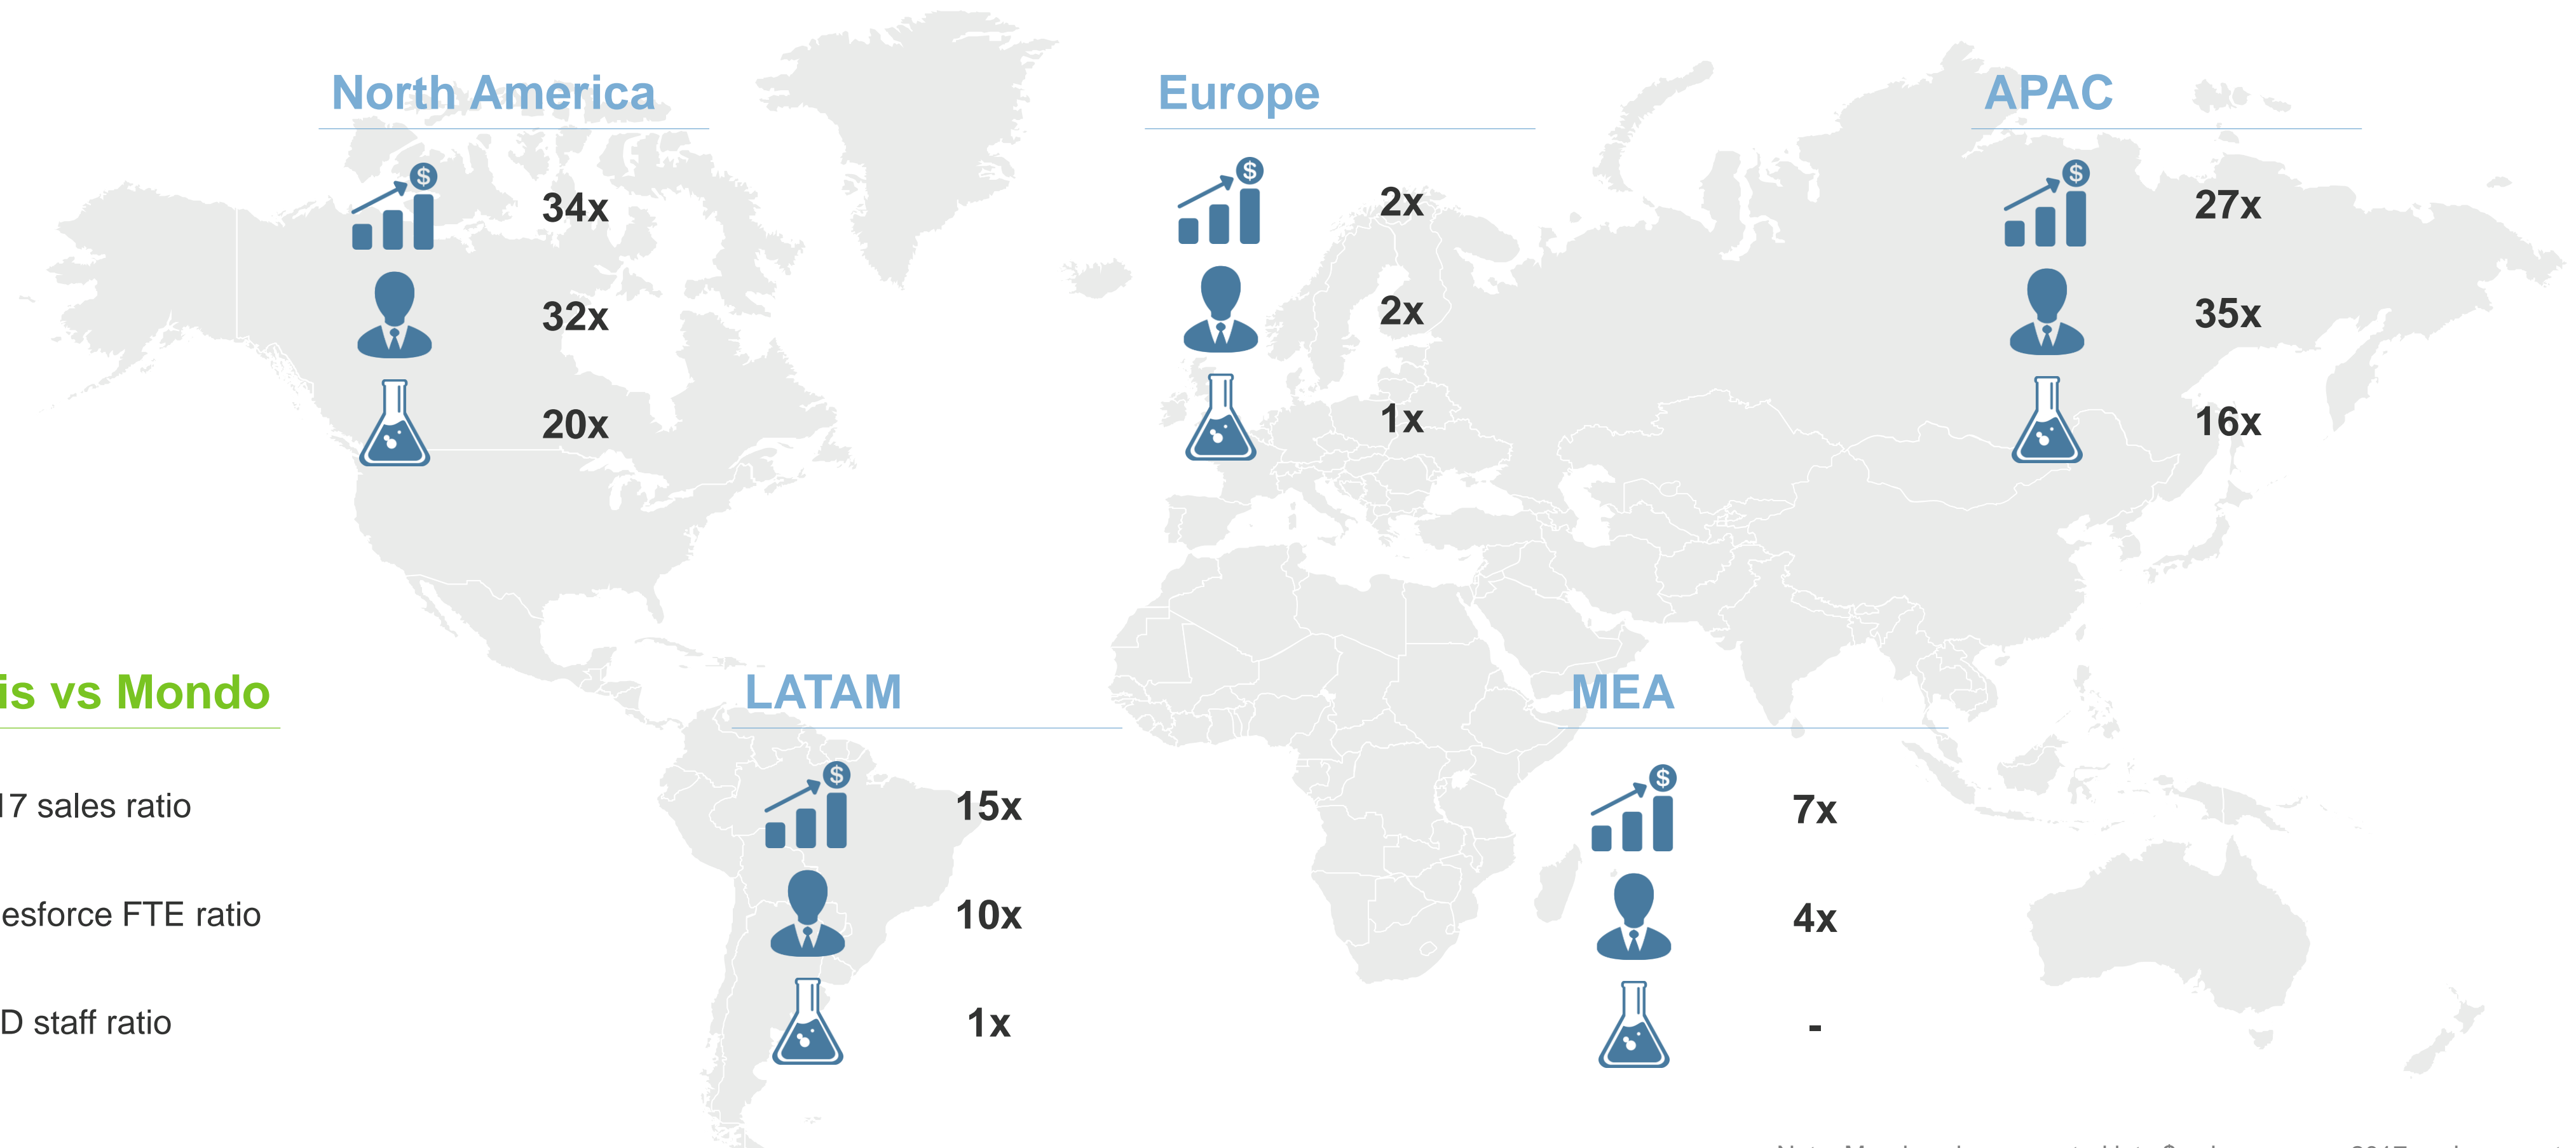 North America
34x
32x
20x
Europe
2x
2x
1x
APAC
27x
35x
16x
is vs Mondo
17 sales ratio
esforce FTE ratio
D staff ratio
LATAM
15x
10x
1x
MEA
7x
4x
-